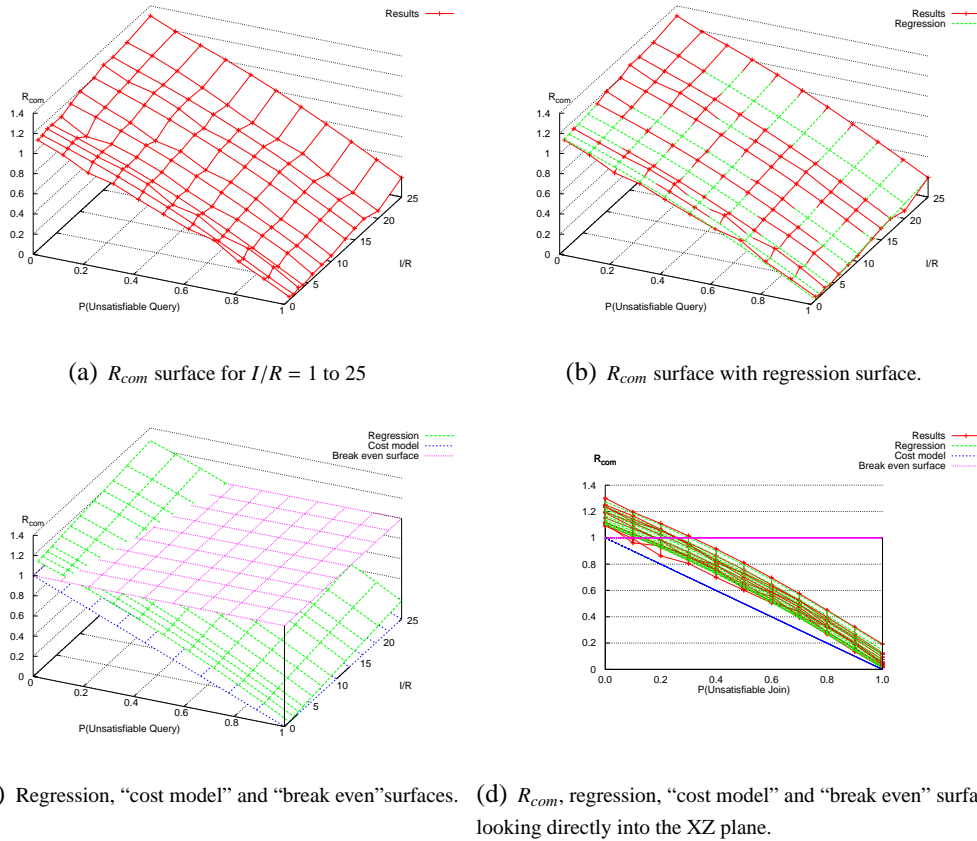 Results
R_com
1.4
1.2
1
0.8
0.6
0.4
0.2
0
0 0.2 0.4 0.6 0.8 1
P(Unsatisfiable Query)
0 5 10 15 20 25
I/R
(a) R_com surface for I/R = 1 to 25
Results
Regression
R_com
1.4
1.2
1
0.8
0.6
0.4
0.2
0
0 0.2 0.4 0.6 0.8 1
P(Unsatisfiable Query)
0 5 10 15 20 25
I/R
(b) R_com surface with regression surface.
Regression
Cost model
Break even surface
R_com
1.4
1.2
1
0.8
0.6
0.4
0.2
0
0 0.2 0.4 0.6 0.8 1
P(Unsatisfiable Query)
0 5 10 15 20 25
I/R
) Regression, “cost model” and “break even”surfaces.
Results
Regression
Cost model
Break even surface
R_com
1.4
1.2
1
0.8
0.6
0.4
0.2
0
0.0 0.2 0.4 0.6 0.8 1.0
P(Unsatisfiable Join)
(d) R_com, regression, “cost model” and “break even” surfa
looking directly into the XZ plane.